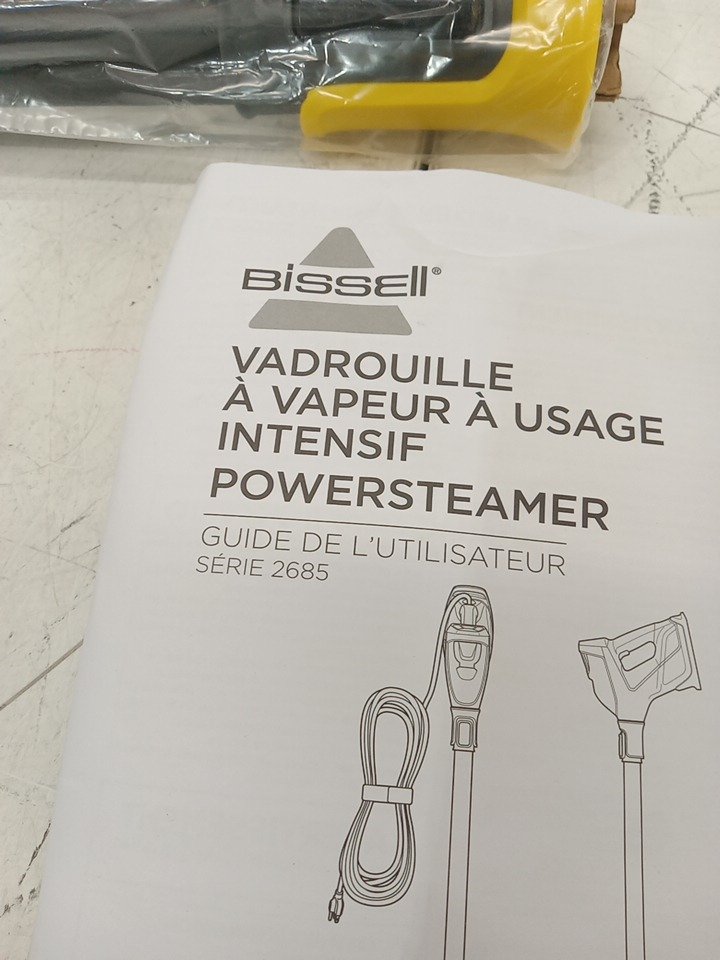 BISSELL®
VADROUILLE
À VAPEUR À USAGE
INTENSIF
POWERSTEAMER
GUIDE DE L'UTILISATEUR
SÉRIE 2685